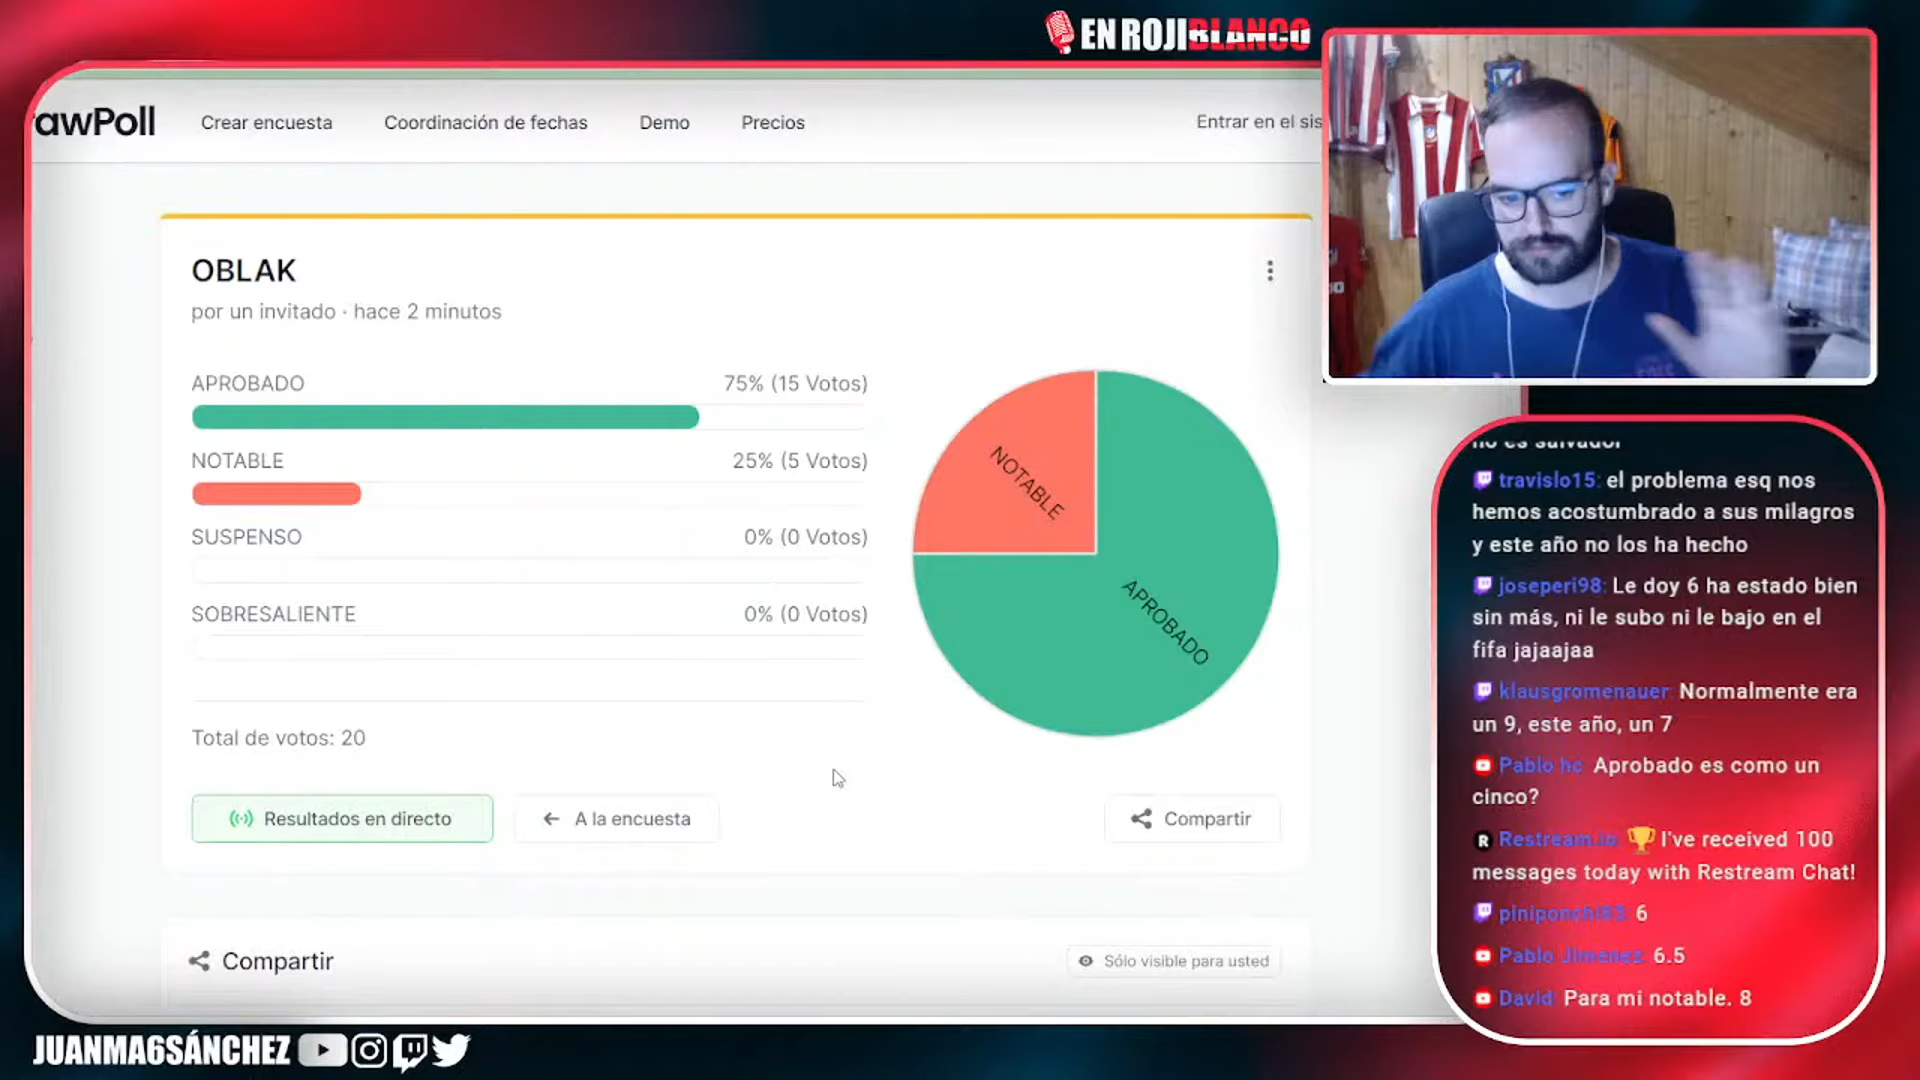 EN ROJIBLANCO
awPoll
Crear encuesta
Coordinación de fechas
Demo
Precios
Entrar en el sis
OBLAK
por un invitado · hace 2 minutos
APROBADO
75% (15 Votos)
NOTABLE
25% (5 Votos)
SUSPENSO
0% (0 Votos)
SOBRESALIENTE
0% (0 Votos)
Total de votos: 20
NOTABLE
APROBADO
Resultados en directo
A la encuesta
Compartir
Compartir
Sólo visible para usted
no es salvador
travislo15: el problema esq nos
hemos acostumbrado a sus milagros
y este año no los ha hecho
joseperi98: Le doy 6 ha estado bien
sin más, ni le subo ni le bajo en el
fifa jajaajaa
klausgromenauer: Normalmente era
un 9, este año, un 7
Pablo hc: Aprobado es como un
cinco?
R Restream.io: 🏆 I've received 100
messages today with Restream Chat!
6
Pablo Jimenez: 6.5
David: Para mi notable. 8
JUANMA6SÁNCHEZ